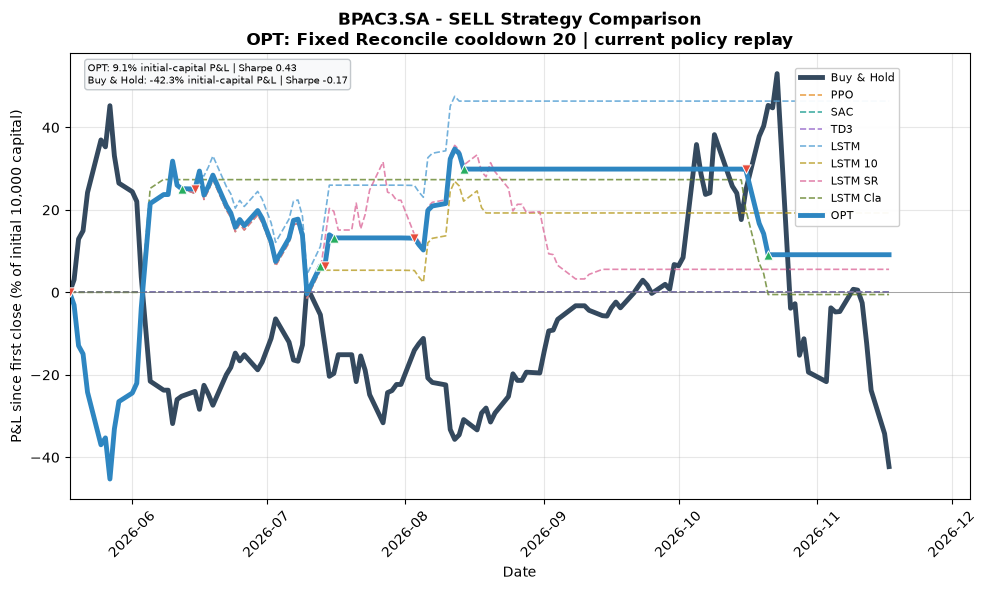 BPAC3.SA - SELL Strategy Comparison
OPT: Fixed Reconcile cooldown 20 | current policy replay
OPT: 9.1% initial-capital P&L | Sharpe 0.43
Buy & Hold: -42.3% initial-capital P&L | Sharpe -0.17
Buy & Hold
PPO
SAC
TD3
LSTM
LSTM 10
LSTM SR
LSTM Cla
OPT
P&L since first close (% of initial 10,000 capital)
40
20
0
−20
−40
2026-06
2026-07
2026-08
2026-09
2026-10
2026-11
2026-12
Date